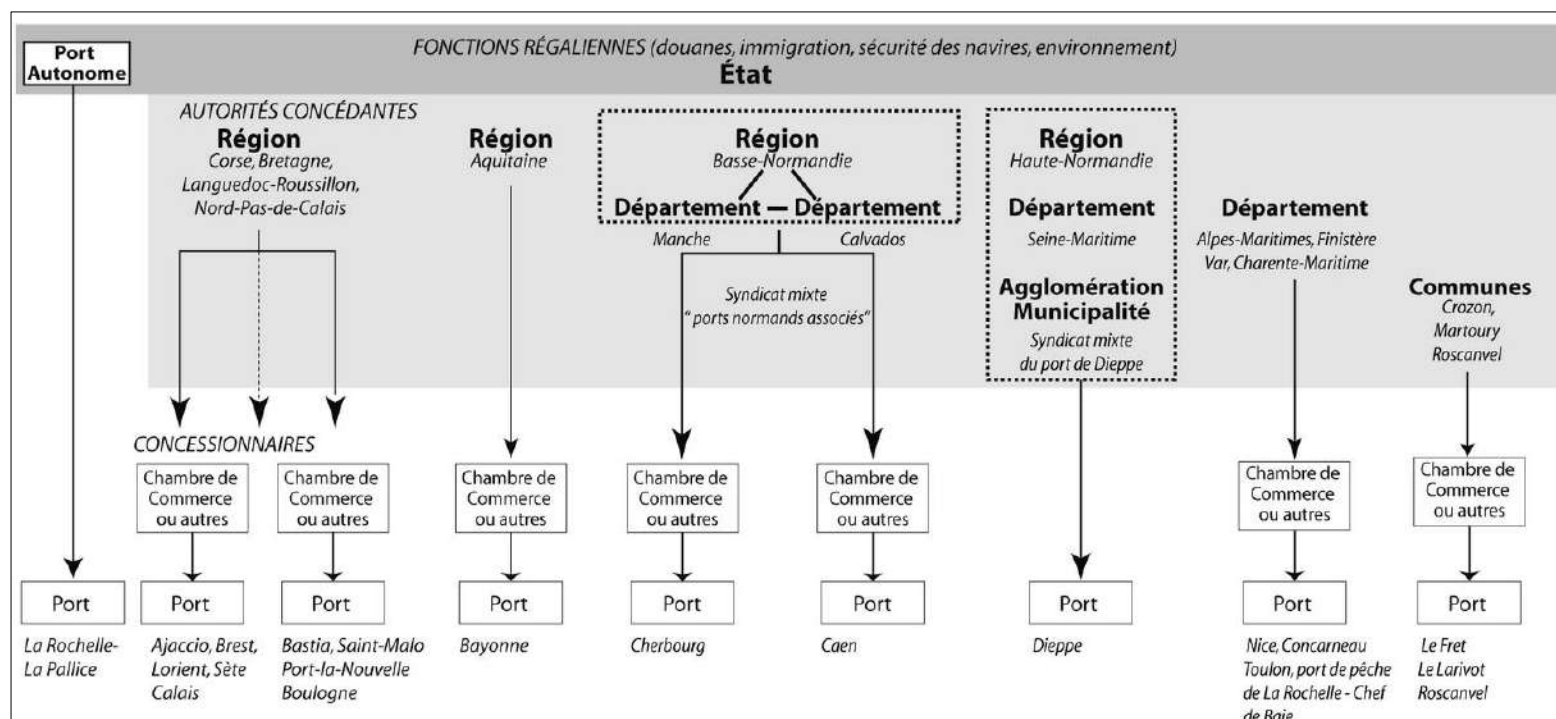 Port
Autonome
FONCTIONS RÉGALIENNES (douanes, immigration, sécurité des navires, environnement)
État
AUTORITÉS CONCÉDANTES
Région
Corse, Bretagne,
Languedoc-Roussillon,
Nord-Pas-de-Calais
Région
Aquitaine
Région
Basse-Normandie
Département — Département
Manche
Calvados
Syndicat mixte
“ports normands associés“
Région
Haute-Normandie
Département
Seine-Maritime
Agglomération
Municipalité
Syndicat mixte
du port de Dieppe
Département
Alpes-Maritimes, Finistère
Var, Charente-Maritime
Communes
Crozon,
Martoury
Roscanvel
CONCESSIONNAIRES
Chambre de
Commerce
ou autres
Chambre de
Commerce
ou autres
Chambre de
Commerce
ou autres
Chambre de
Commerce
ou autres
Chambre de
Commerce
ou autres
Chambre de
Commerce
ou autres
Chambre de
Commerce
ou autres
Port
Port
Port
Port
Port
Port
Port
Port
Port
La Rochelle-
La Pallice
Ajaccio, Brest,
Lorient, Sète
Calais
Bastia, Saint-Malo
Port-la-Nouvelle
Boulogne
Bayonne
Cherbourg
Caen
Dieppe
Nice, Concarneau
Toulon, port de pêche
de La Rochelle - Chef
de Baie
Le Fret
Le Larivot
Roscanvel